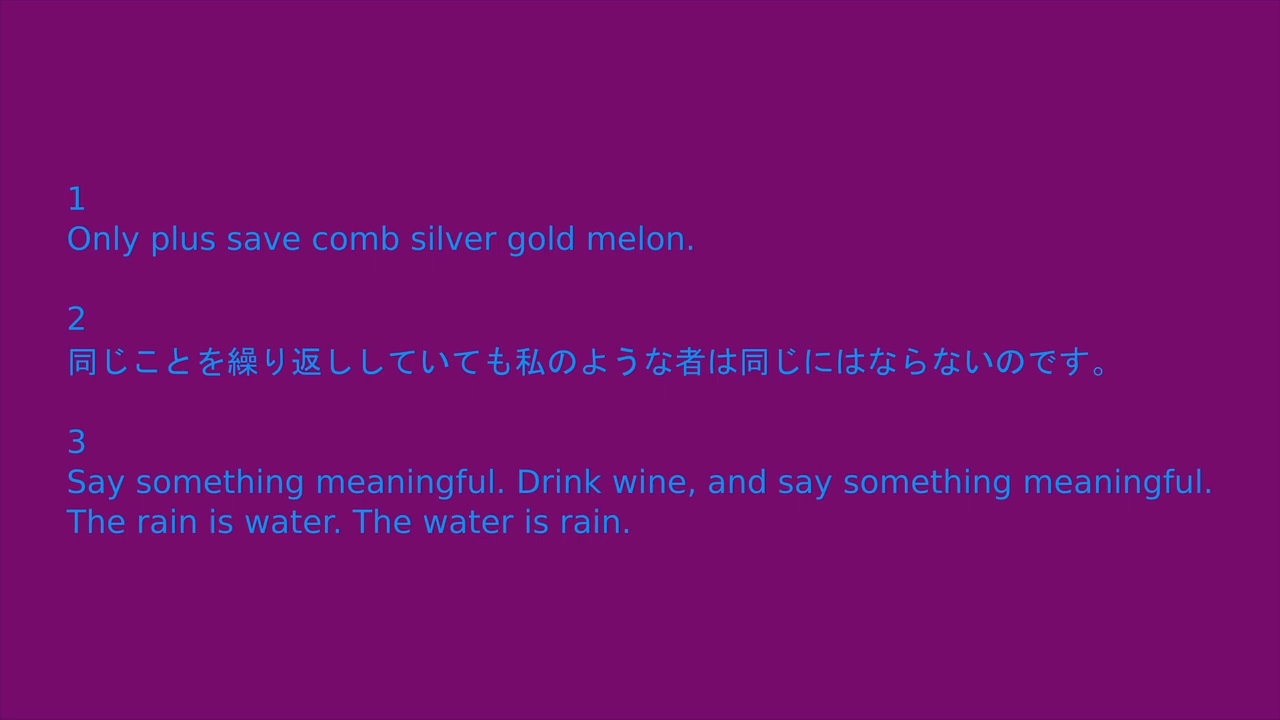 1
Only plus save comb silver gold melon.
2
同じことを繰り返ししていても私のような者は同じにはならないのです。
3
Say something meaningful. Drink wine, and say something meaningful.
The rain is water. The water is rain.